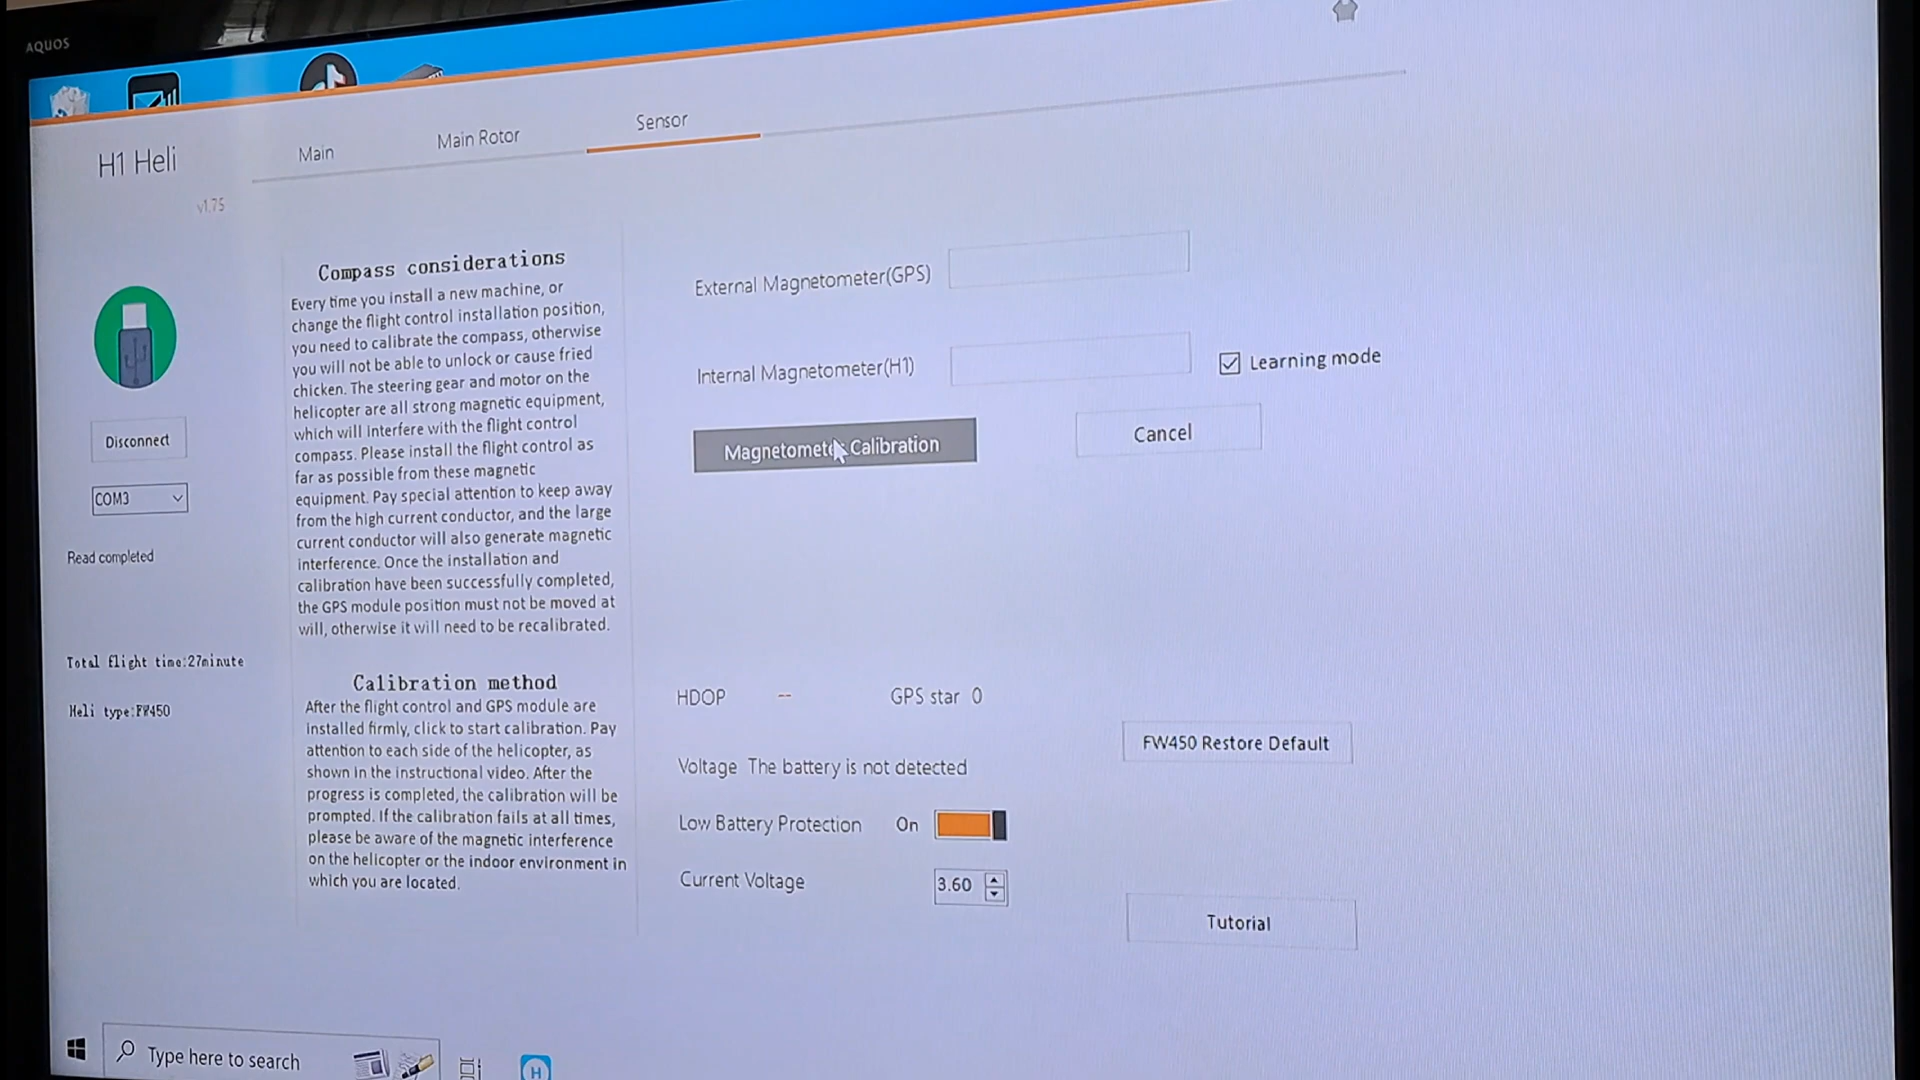 AQUOS
H1 Heli
v1.75
Main
Main Rotor
Sensor
Disconnect
COM3
Read completed
Total flight time:27minute
Heli type:FW450
Compass considerations
Every time you install a new machine, or
change the flight control installation position,
you need to calibrate the compass, otherwise
you will not be able to unlock or cause fried
chicken. The steering gear and motor on the
helicopter are all strong magnetic equipment,
which will interfere with the flight control
compass. Please install the flight control as
far as possible from these magnetic
equipment. Pay special attention to keep away
from the high current conductor, and the large
current conductor will also generate magnetic
interference. Once the installation and
calibration have been successfully completed,
the GPS module position must not be moved at
will, otherwise it will need to be recalibrated.
Calibration method
After the flight control and GPS module are
installed firmly, click to start calibration. Pay
attention to each side of the helicopter, as
shown in the instructional video. After the
progress is completed, the calibration will be
prompted. If the calibration fails at all times,
please be aware of the magnetic interference
on the helicopter or the indoor environment in
which you are located.
External Magnetometer(GPS)
Internal Magnetometer(H1)
Learning mode
Magnetometer Calibration
Cancel
HDOP --
GPS star 0
Voltage The battery is not detected
Low Battery Protection On
Current Voltage 3.60
FW450 Restore Default
Tutorial
Type here to search
H